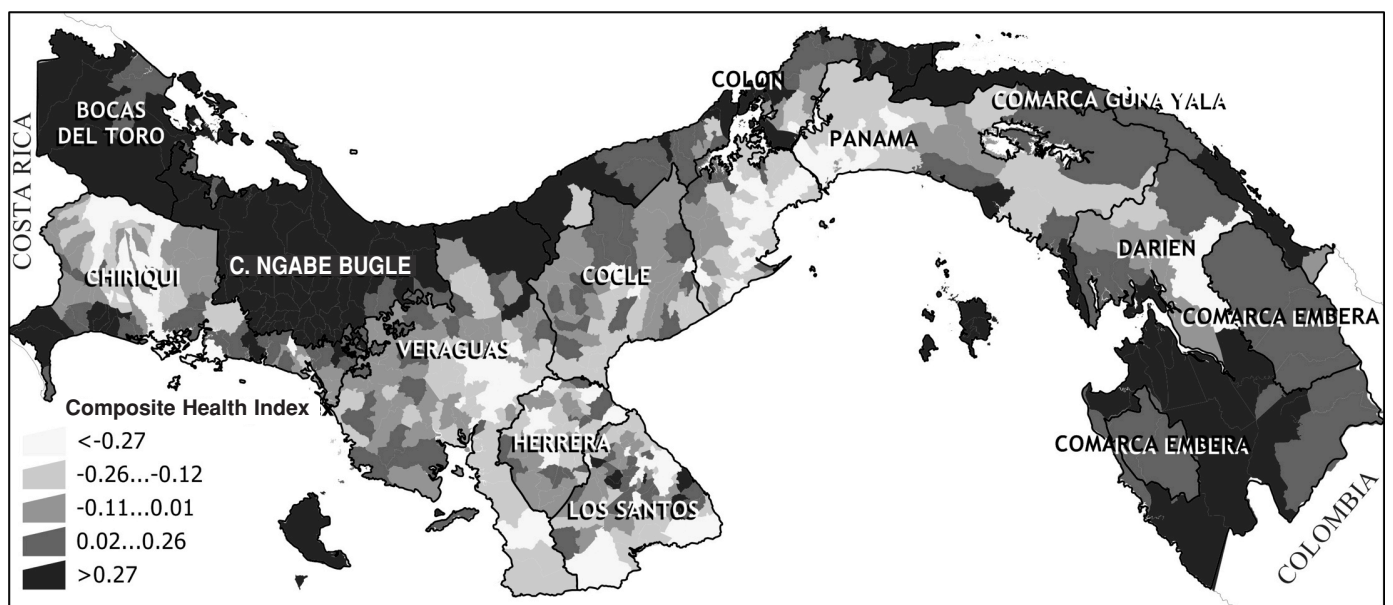 COSTA RICA
BOCAS
DEL TORO
CHIRIQUI
C. NGABE BUGLE
VERAGUAS
COCLE
COLON
PANAMA
COMARCA GUNA YALA
DARIEN
COMARCA EMBERA
COMARCA EMBERA
HERRERA
LOS SANTOS
COLOMBIA
Composite Health Index x
<-0.27
-0.26...-0.12
-0.11...0.01
0.02...0.26
>0.27